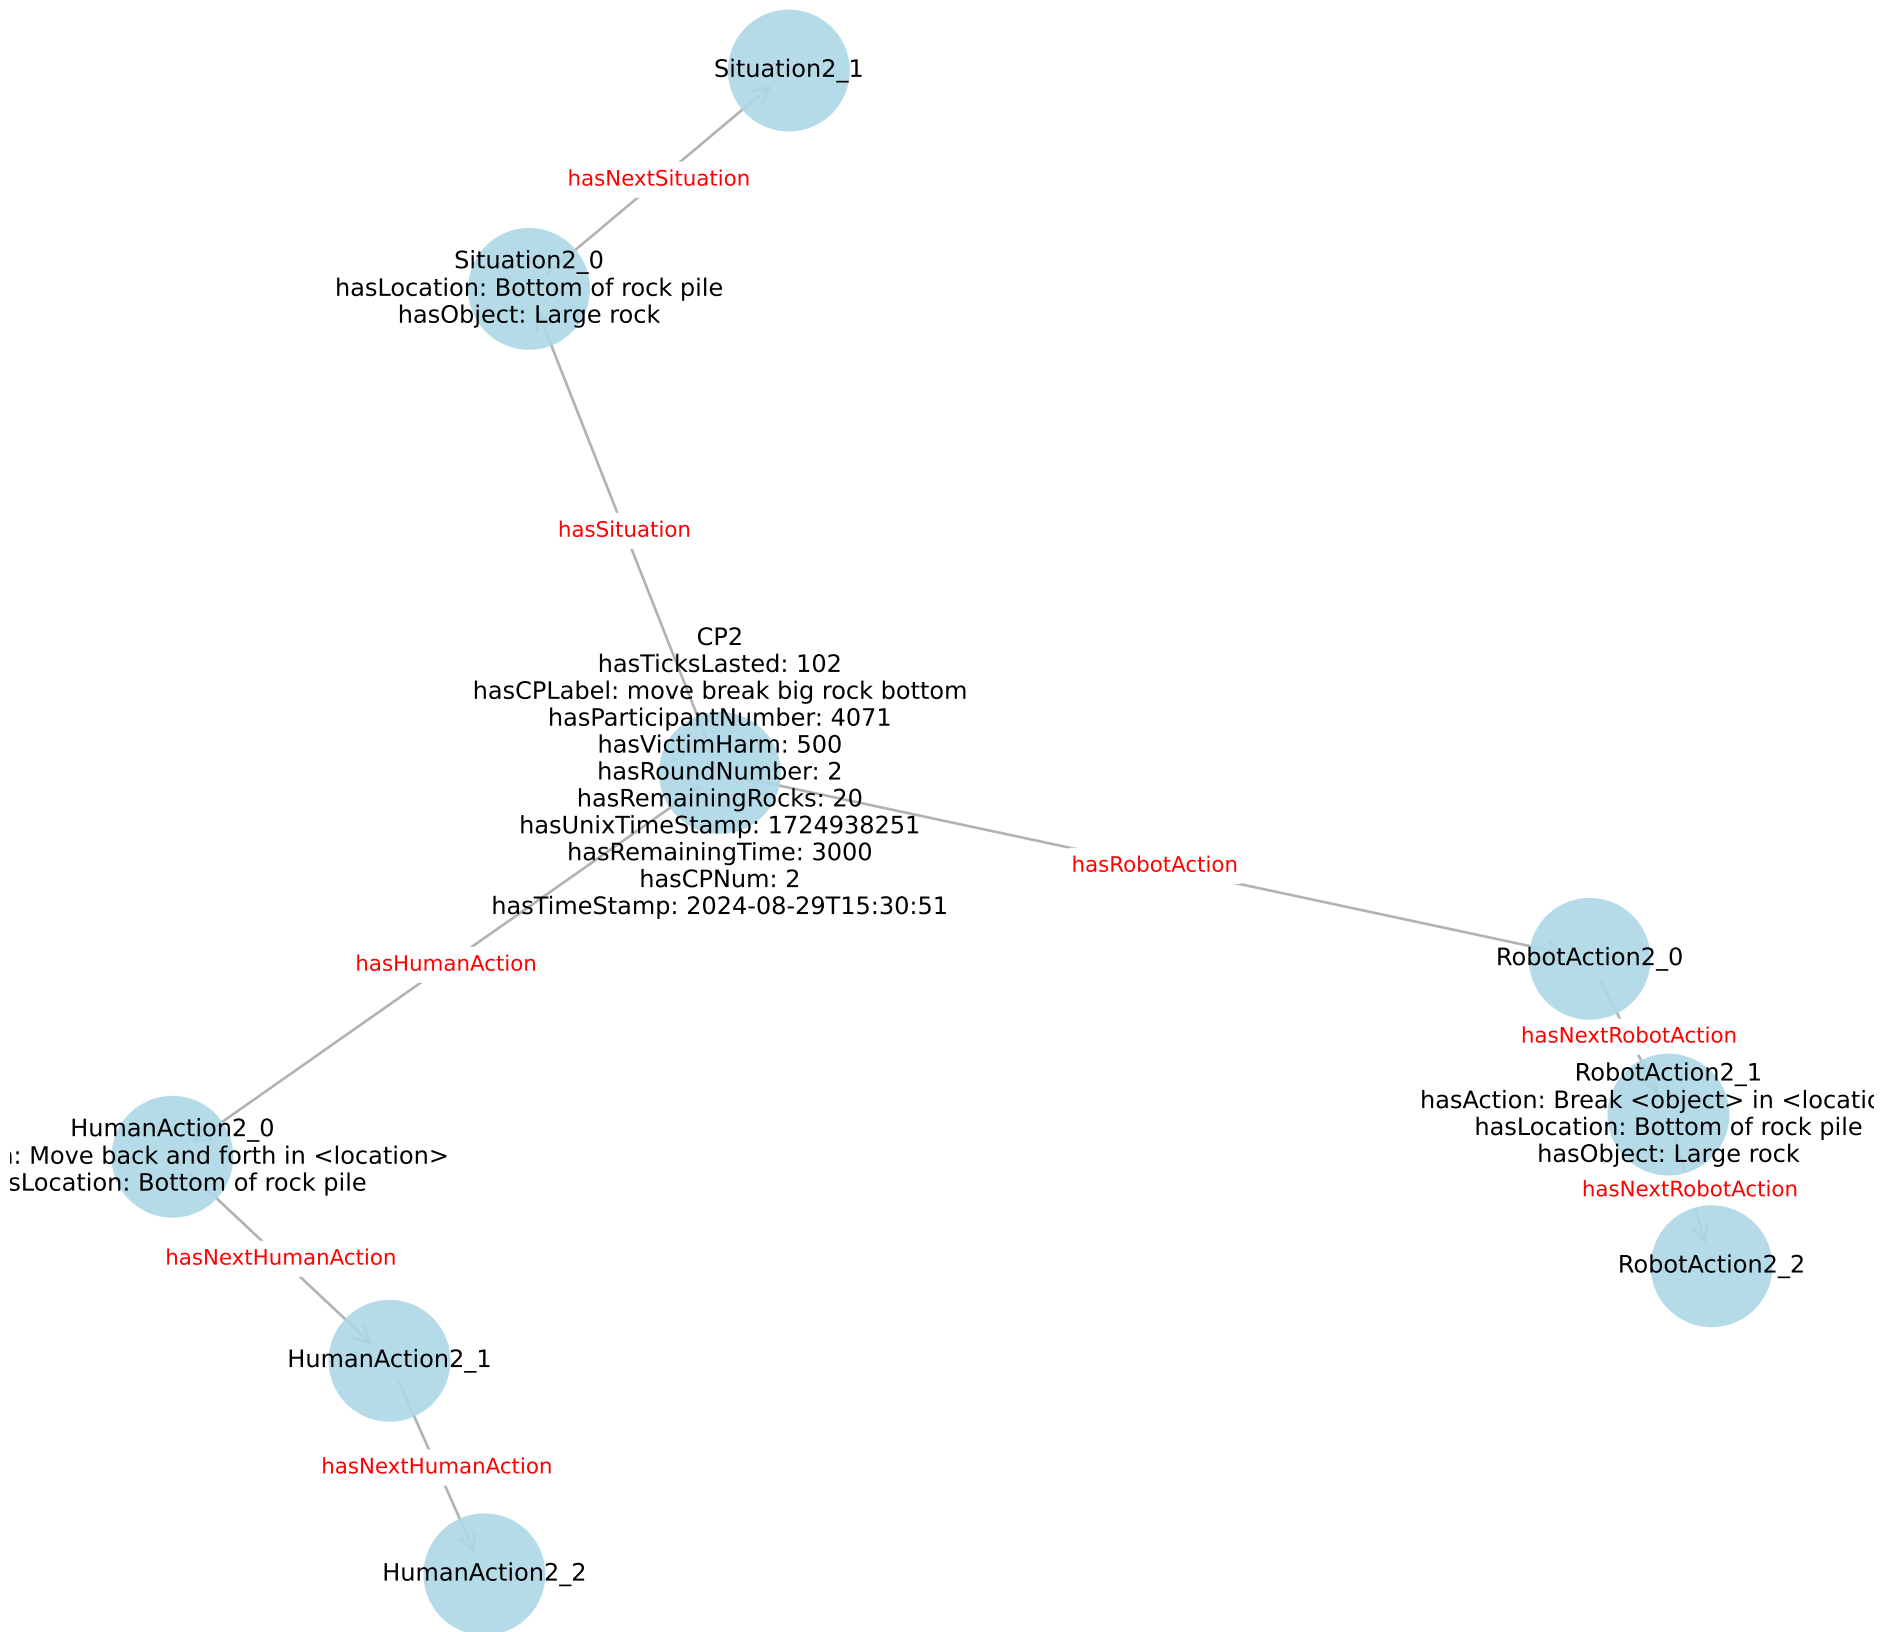 Situation2_1
hasNextSituation
Situation2_0
hasLocation: Bottom of rock pile
hasObject: Large rock
hasSituation
CP2
hasTicksLasted: 102
hasCPLabel: move break big rock bottom
hasParticipantNumber: 4071
hasVictimHarm: 500
hasRoundNumber: 2
hasRemainingRocks: 20
hasUnixTimeStamp: 1724938251
hasRemainingTime: 3000
hasCPNum: 2
hasTimeStamp: 2024-08-29T15:30:51
hasRobotAction
hasHumanAction
RobotAction2_0
hasNextRobotAction
RobotAction2_1
hasAction: Break <object> in <locatio
hasLocation: Bottom of rock pile
hasObject: Large rock
hasNextRobotAction
RobotAction2_2
HumanAction2_0
: Move back and forth in <location>
sLocation: Bottom of rock pile
hasNextHumanAction
HumanAction2_1
hasNextHumanAction
HumanAction2_2